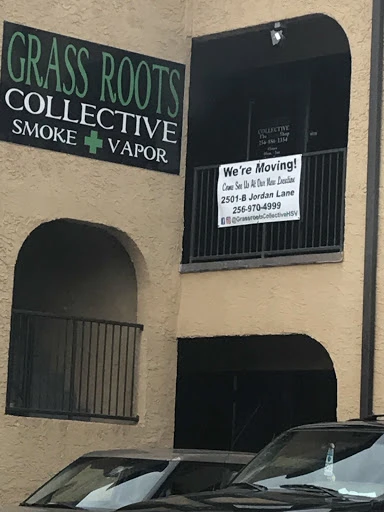 GRASS ROOTS
COLLECTIVE
SMOKE + VAPOR
COLLECTIVE
We're Moving!
Come See Us At Our New Location
2501-B Jordan Lane
256-970-4999
@GrassrootsCollectiveHSV